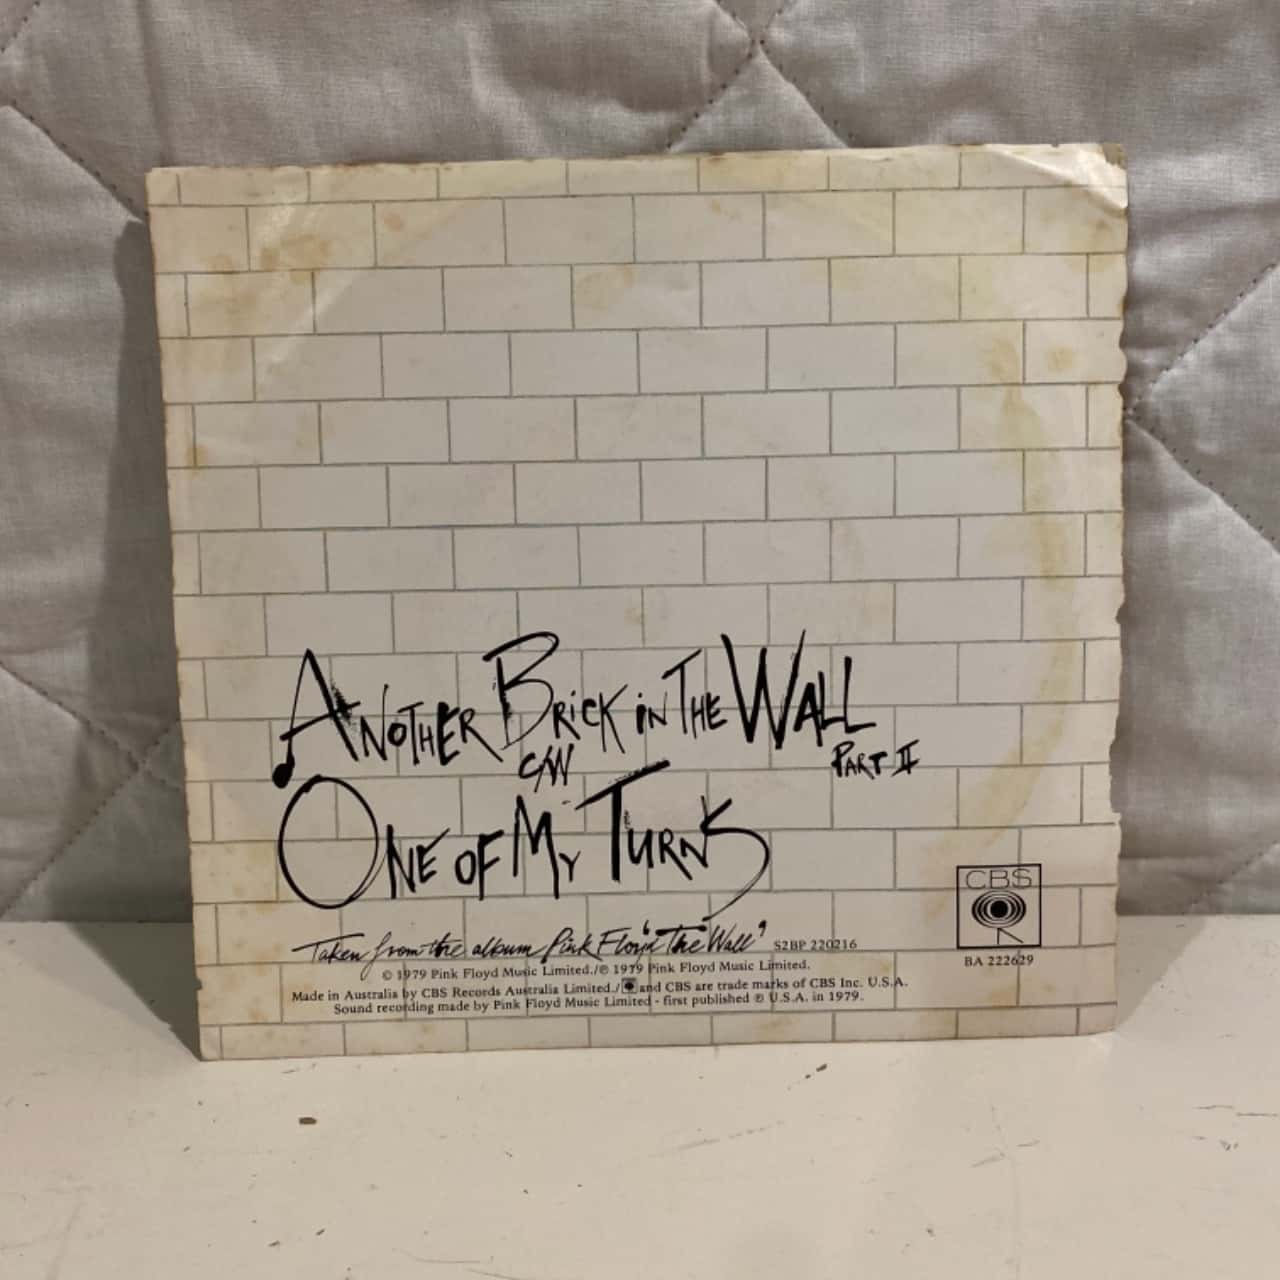 ANOTHER BRICK IN THE WALL
PART II
C/W
ONE OF MY TURNS
Taken from the album Pink Floyd 'The Wall' S2BP 220216
© 1979 Pink Floyd Music Limited./℗ 1979 Pink Floyd Music Limited.
Made in Australia by CBS Records Australia Limited./ and CBS are trade marks of CBS Inc. U.S.A.
Sound recording made by Pink Floyd Music Limited - first published ℗ U.S.A. in 1979.
CBS
BA 222629